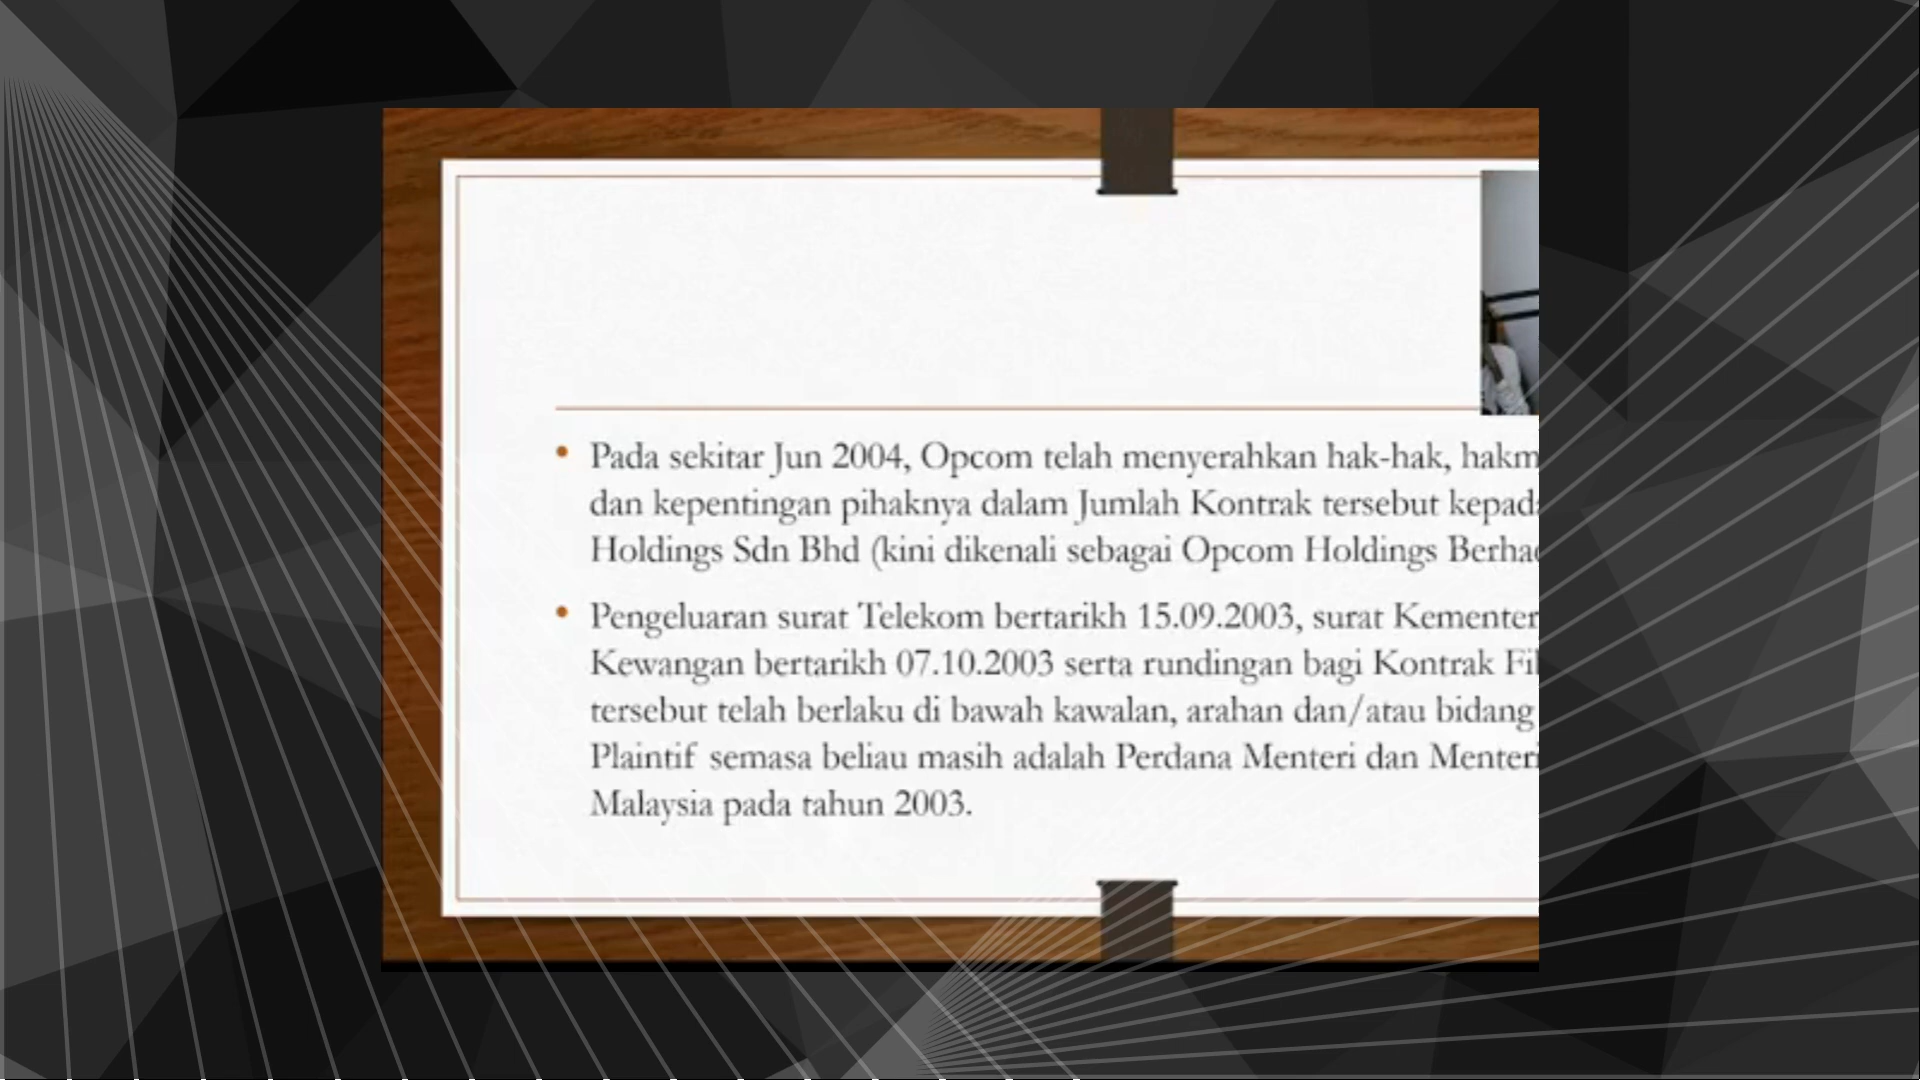 Pada sekitar Jun 2004, Opcom telah menyerahkan hak-hak,
dan kepentingan pihaknya dalam Jumlah Kontrak tersebut
Holdings Sdn Bhd (kini dikenali sebagai Opcom Holdings
Pengeluaran surat Telekom bertarikh 15.09.2003, surat
Kewangan bertarikh 07.10.2003 serta rundingan bagi Kontrak
tersebut telah berlaku di bawah kawalan, arahan dan/atau bidang
Plaintif semasa beliau masih adalah Perdana Menteri dan Menteri
Malaysia pada tahun 2003.